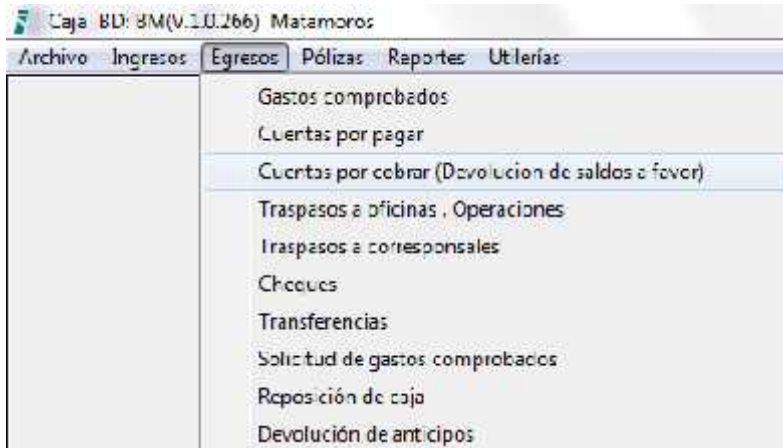 Caja BD: BM(V.1.0.266) Matamoros
Archivo Ingresos Egresos Pólizas Reportes Utilerías
Gastos comprobados
Cuentas por pagar
Cuentas por cobrar (Devolucion de saldos a favor)
Traspasos a oficinas . Operaciones
Traspasos a corresponsales
Cheques
Transferencias
Solicitud de gastos comprobados
Reposición de caja
Devolución de anticipos